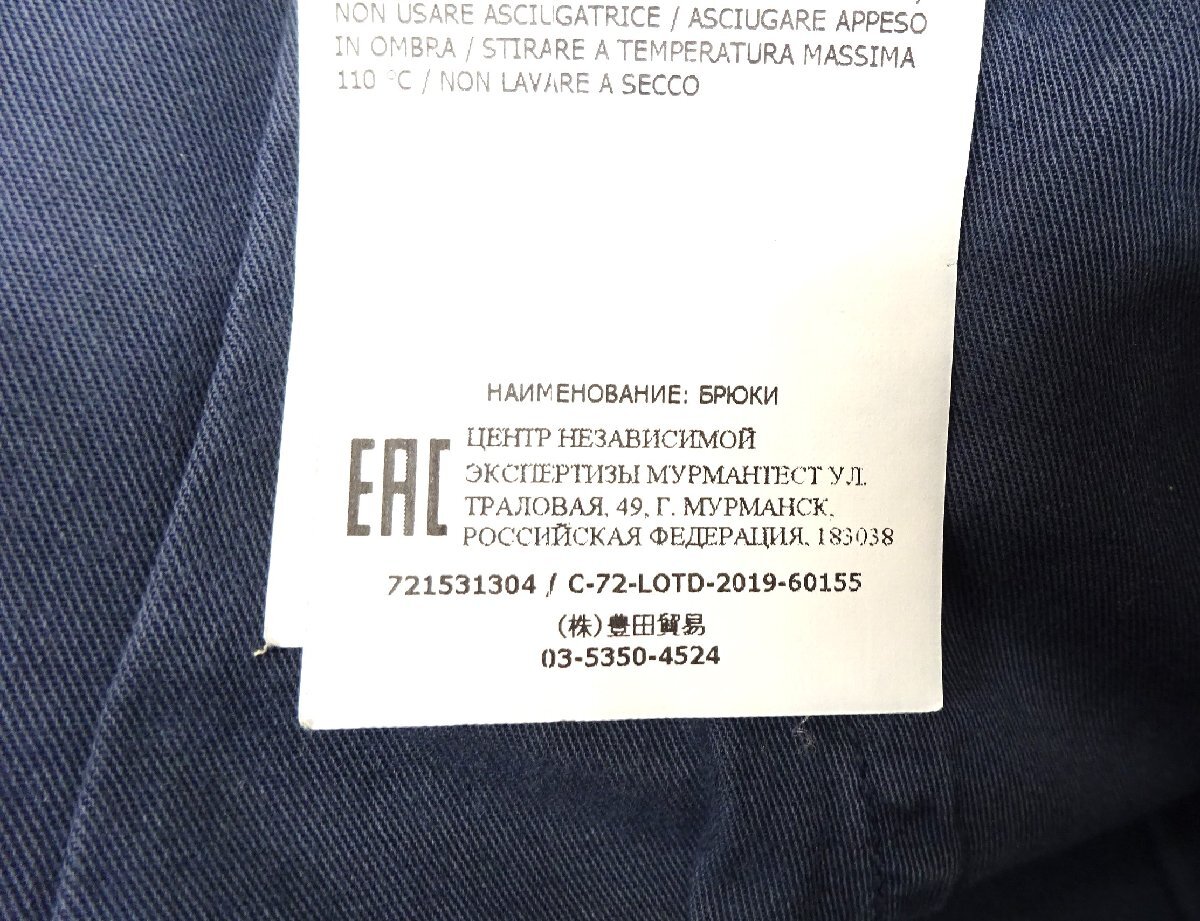 NON USARE ASCIUGATRICE / ASCIUGARE APPESO
IN OMBRA / STIRARE A TEMPERATURA MASSIMA
110 °C / NON LAVARE A SECCO
НАИМЕНОВАНИЕ: БРЮКИ
EAC
ЦЕНТР НЕЗАВИСИМОЙ
ЭКСПЕРТИЗЫ МУРМАНТЕСТ УЛ.
ТРАЛОВАЯ, 49, Г. МУРМАНСК,
РОССИЙСКАЯ ФЕДЕРАЦИЯ, 183038
721531304 / C-72-LOTD-2019-60155
(株)豊田貿易
03-5350-4524